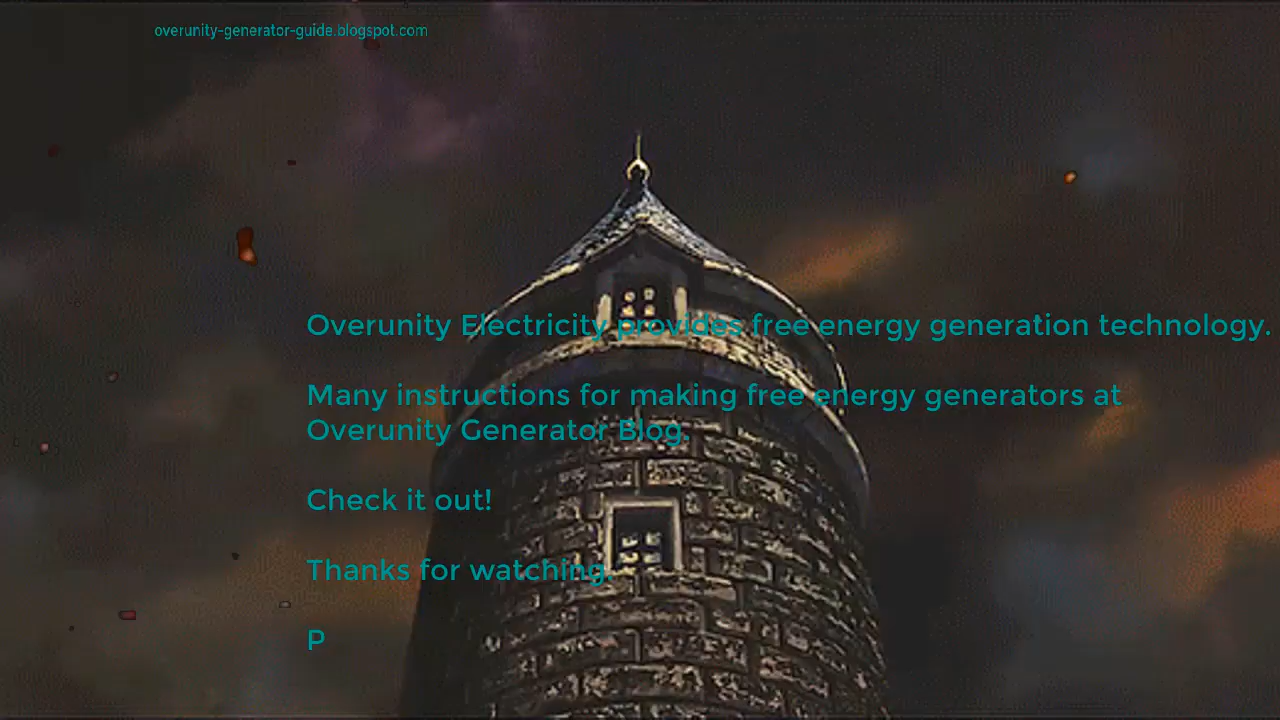 overunity-generator-guide.blogspot.com
Overunity Electricity provides free energy generation technology.
Many instructions for making free energy generators at
Overunity Generator Blog.
Check it out!
Thanks for watching.
P